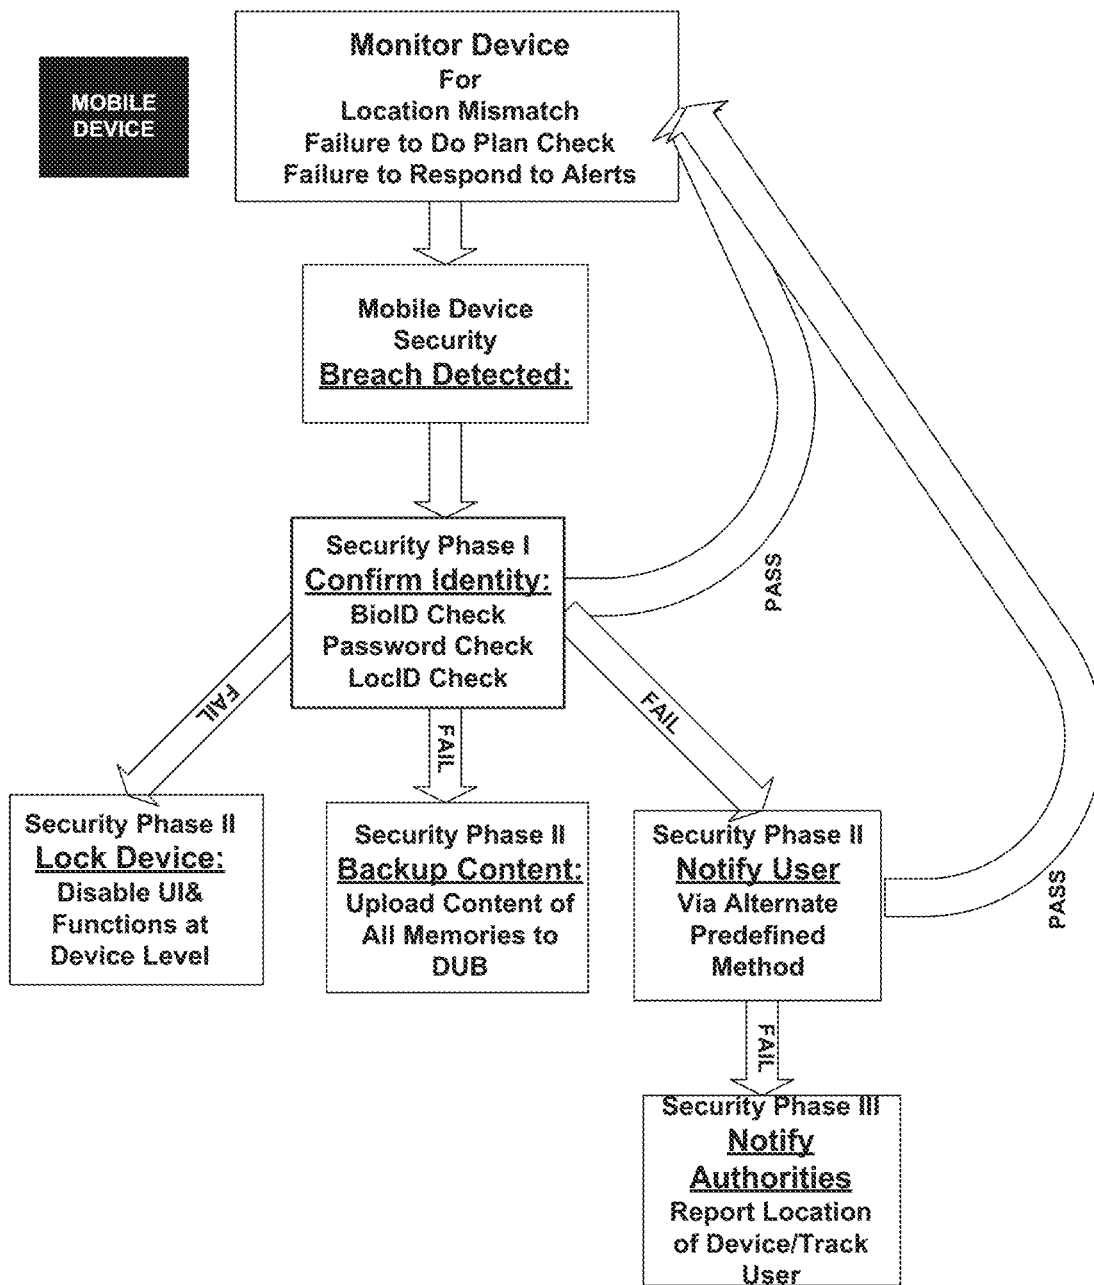 MOBILE
DEVICE
Monitor Device
For
Location Mismatch
Failure to Do Plan Check
Failure to Respond to Alerts
Mobile Device
Security
Breach Detected:
Security Phase I
Confirm Identity:
BioID Check
Password Check
LocID Check
PASS
FAIL
FAIL
FAIL
Security Phase II
Lock Device:
Disable UI&
Functions at
Device Level
Security Phase II
Backup Content:
Upload Content of
All Memories to
DUB
Security Phase II
Notify User
Via Alternate
Predefined
Method
PASS
FAIL
Security Phase III
Notify
Authorities
Report Location
of Device/Track
User